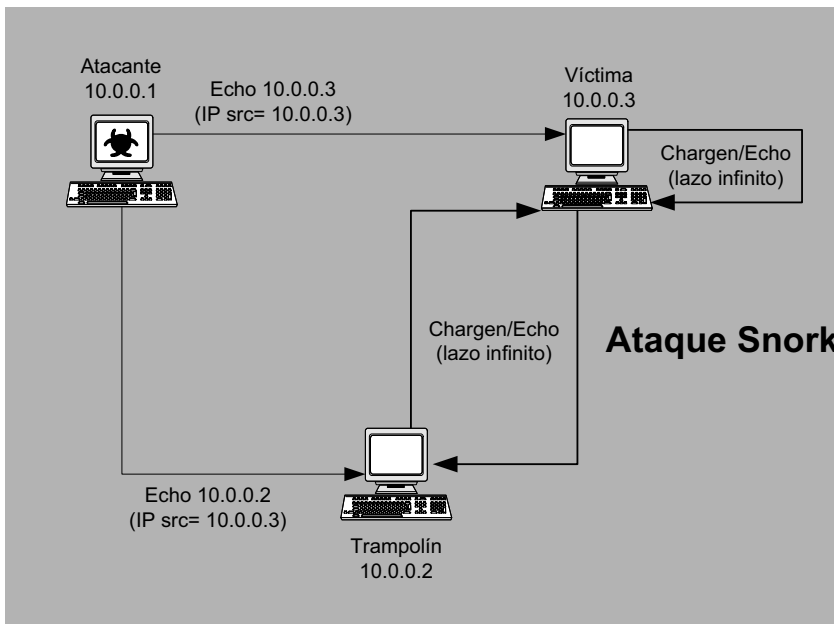 Atacante
10.0.0.1
Echo 10.0.0.3
(IP src= 10.0.0.3)
Víctima
10.0.0.3
Chargen/Echo
(lazo infinito)
Chargen/Echo
(lazo infinito)
Ataque Snork
Echo 10.0.0.2
(IP src= 10.0.0.3)
Trampolín
10.0.0.2